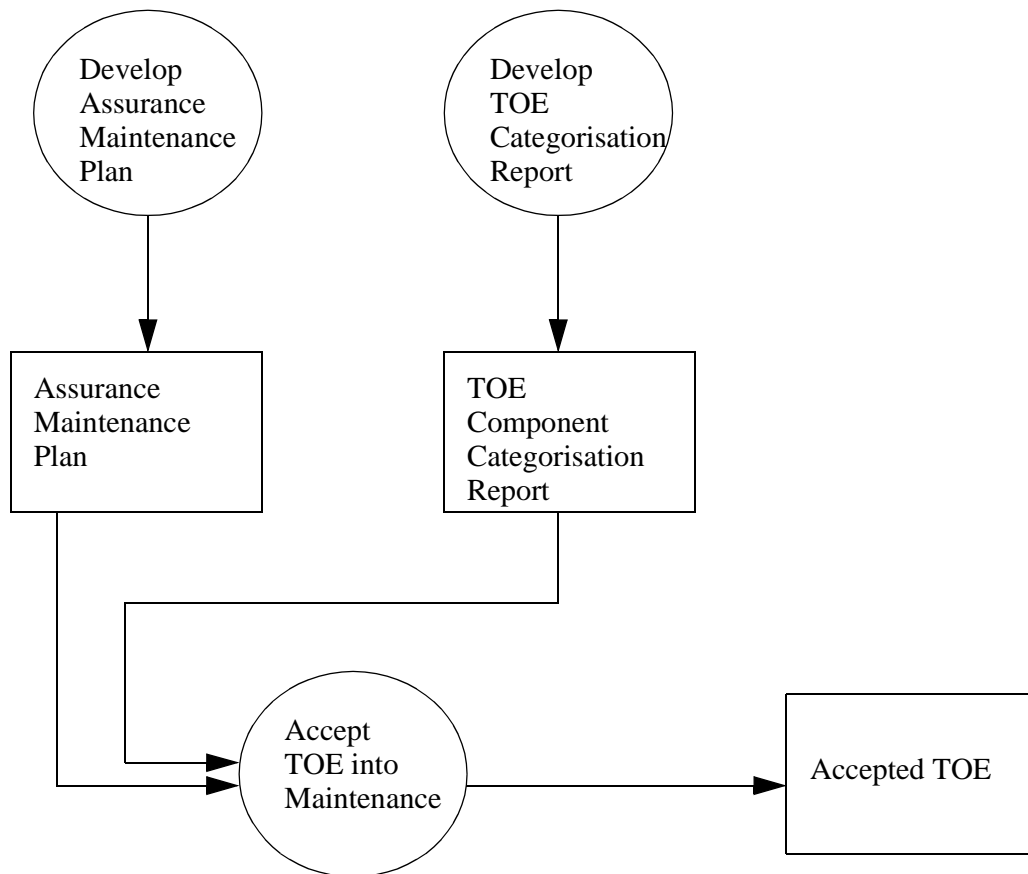 Develop
Assurance
Maintenance
Plan
Develop
TOE
Categorisation
Report
Assurance
Maintenance
Plan
TOE
Component
Categorisation
Report
Accept
TOE into
Maintenance
Accepted TOE